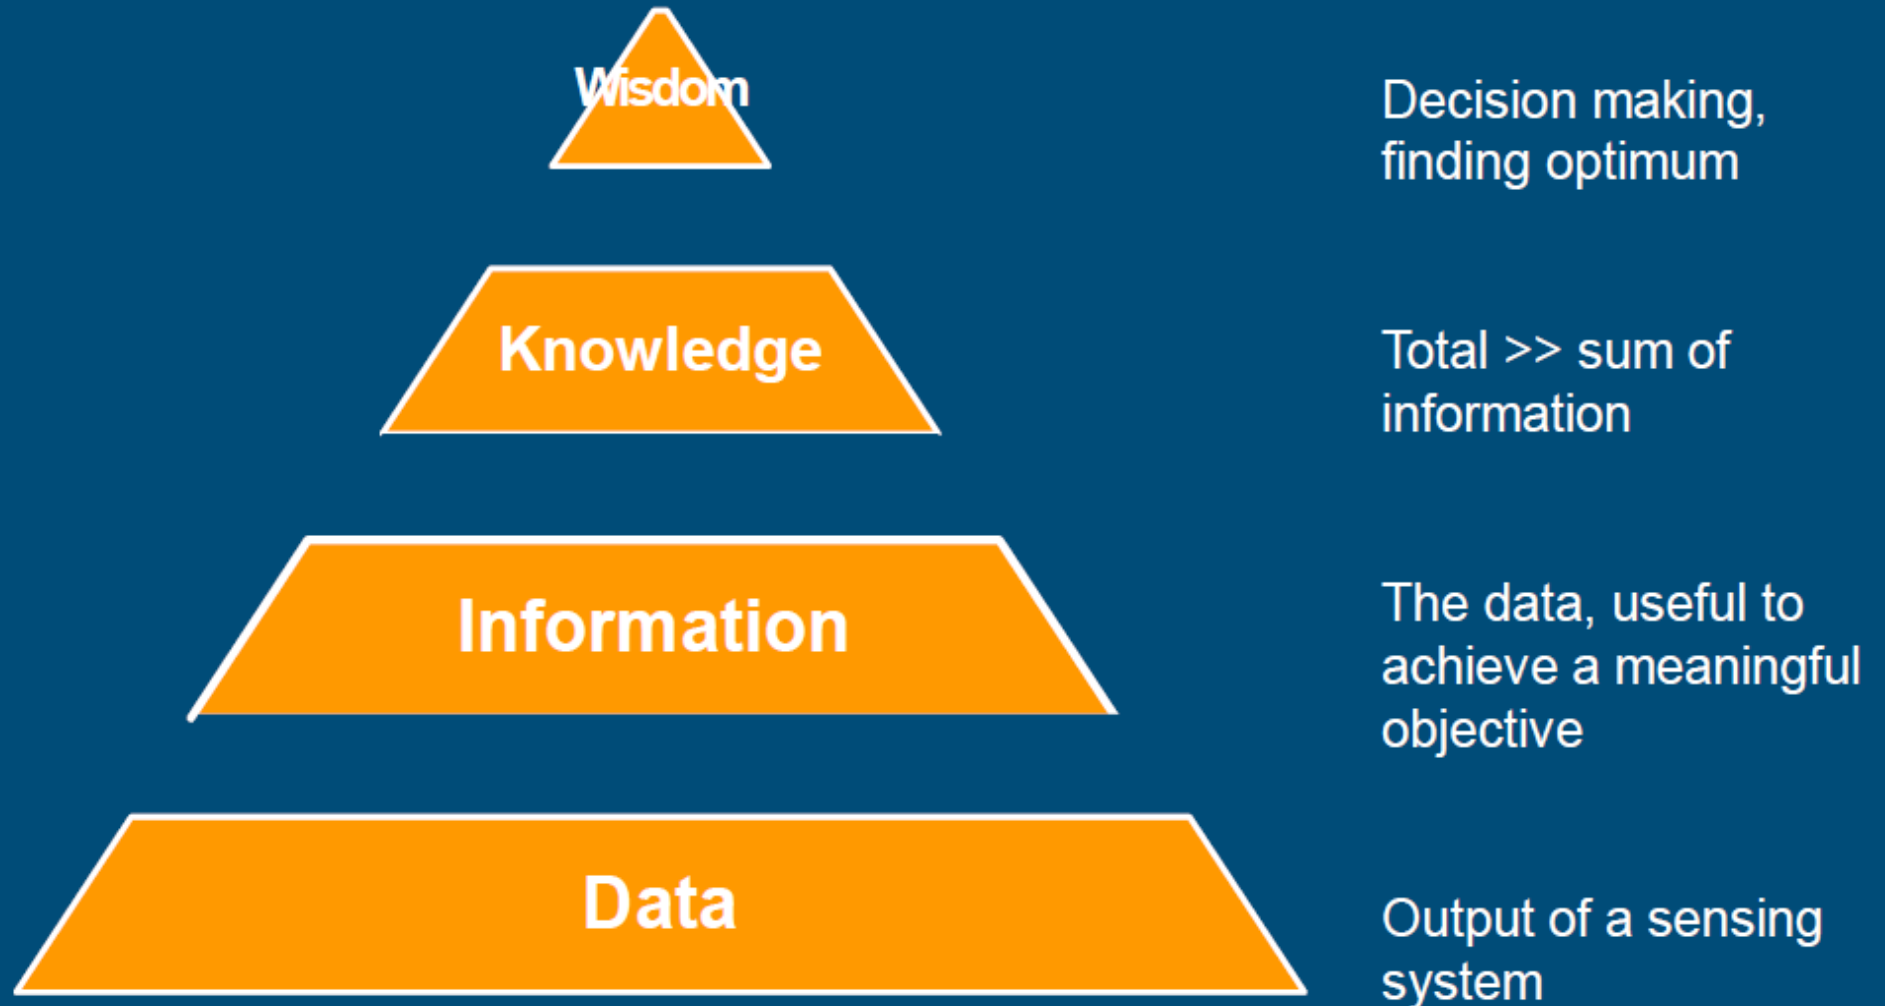 Wisdom
Decision making,
finding optimum
Knowledge
Total >> sum of
information
Information
The data, useful to
achieve a meaningful
objective
Data
Output of a sensing
system